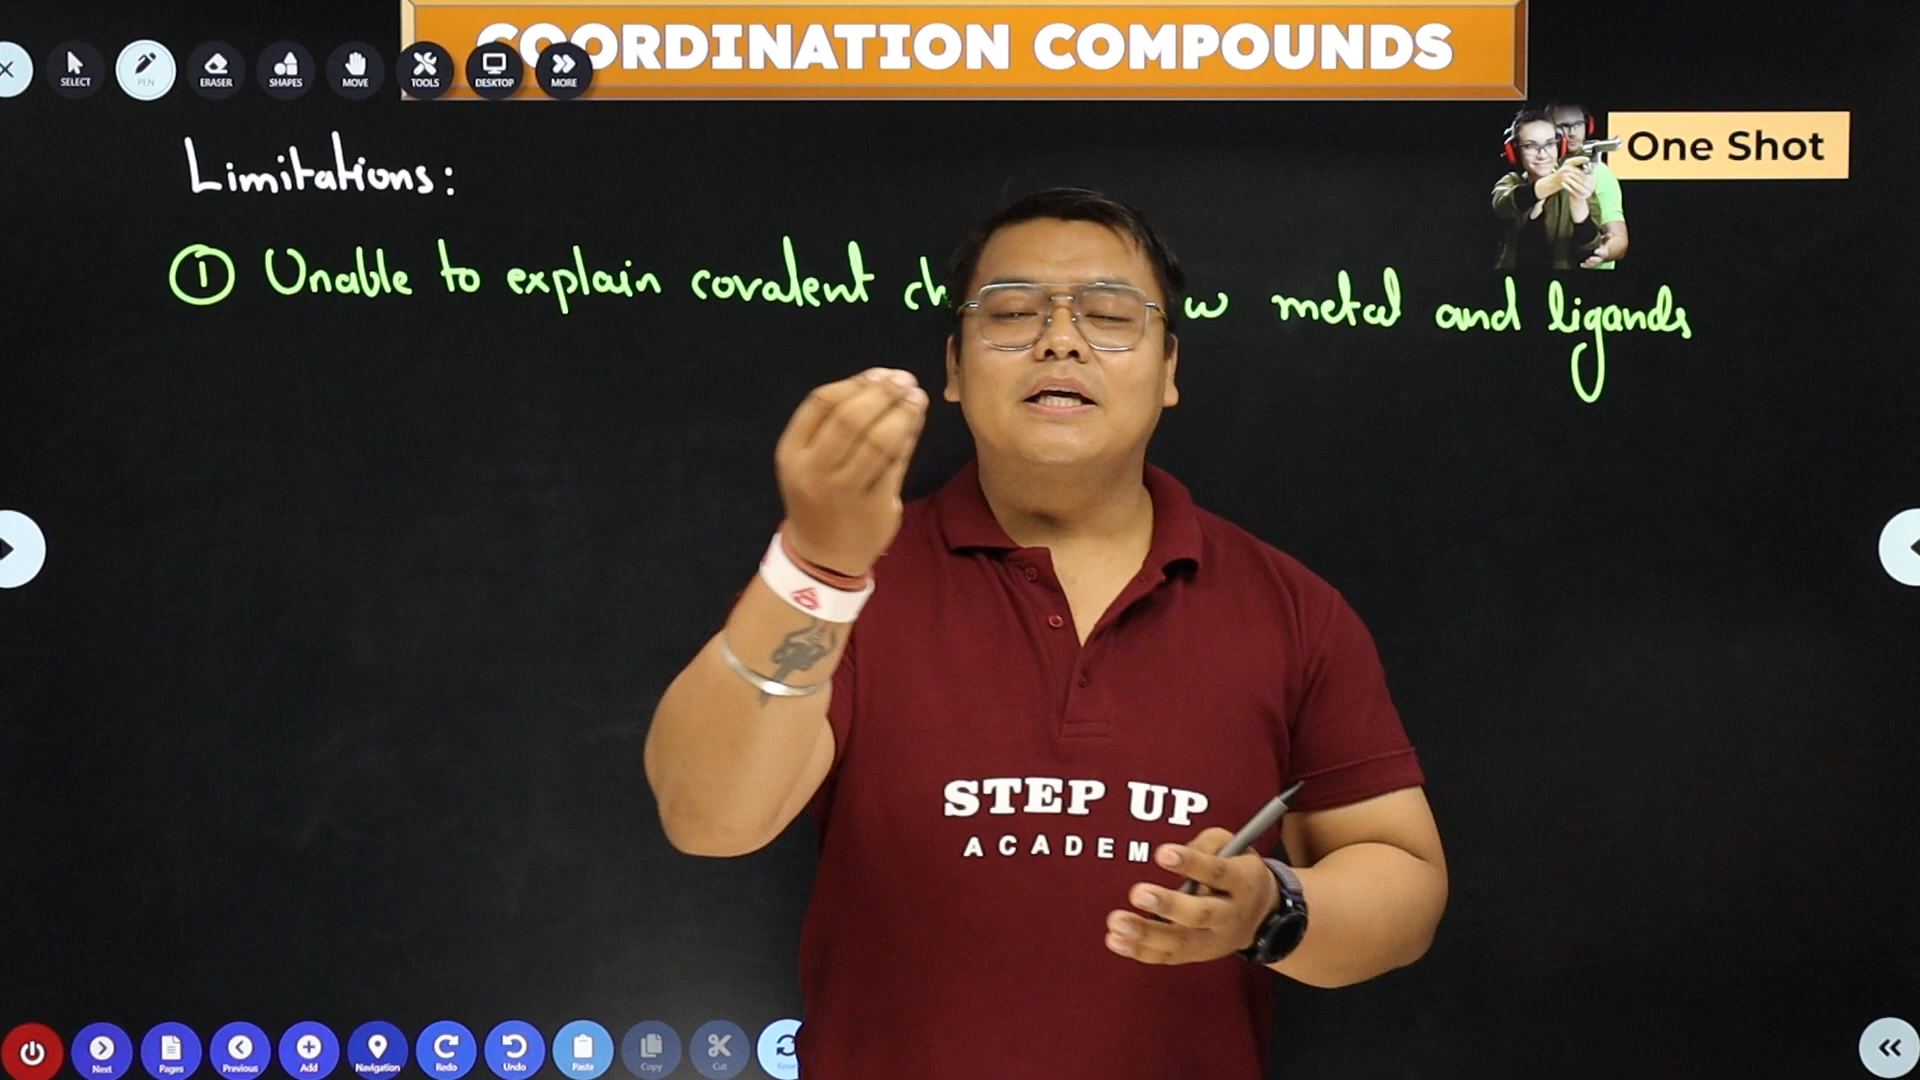 COORDINATION COMPOUNDS
SELECT PEN ERASER SHAPES MOVE TOOLS DESKTOP MORE
One Shot
Limitations:
① Unable to explain covalent ch w metal and ligands
STEP UP
ACADEM
Next Pages Previous Add Navigation Redo Undo Paste Copy Cut Reset